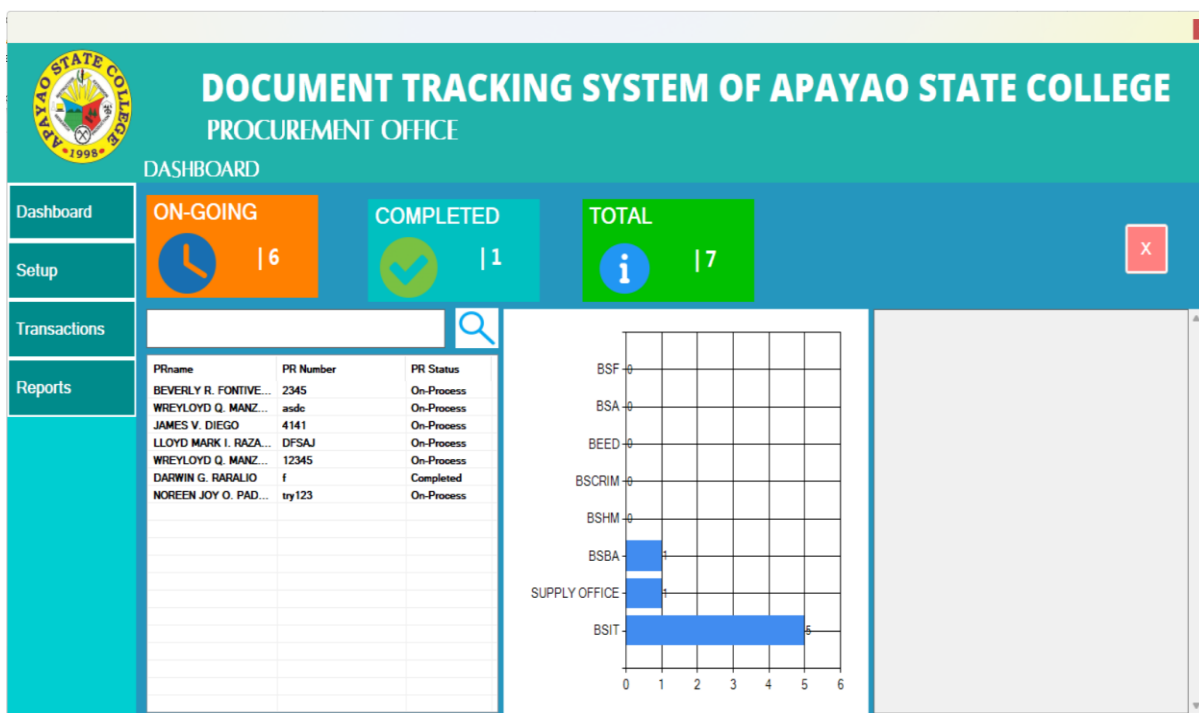 APAYAO STATE COLLEGE
1998
DOCUMENT TRACKING SYSTEM OF APAYAO STATE COLLEGE
PROCUREMENT OFFICE
DASHBOARD
Dashboard
Setup
Transactions
Reports
ON-GOING
|6
COMPLETED
|1
TOTAL
|7
X
PRname PR Number PR Status
BEVERLY R. FONTIVE... 2345 On-Process
WREYLOYD Q. MANZ... asdc On-Process
JAMES V. DIEGO 4141 On-Process
LLOYD MARK I. RAZA... DFSAJ On-Process
WREYLOYD Q. MANZ... 12345 On-Process
DARWIN G. RARALIO f Completed
NOREEN JOY O. PAD... try123 On-Process
BSF 0
BSA 0
BEED 0
BSCRIM 0
BSHM 0
BSBA 1
SUPPLY OFFICE 1
BSIT 5
0 1 2 3 4 5 6